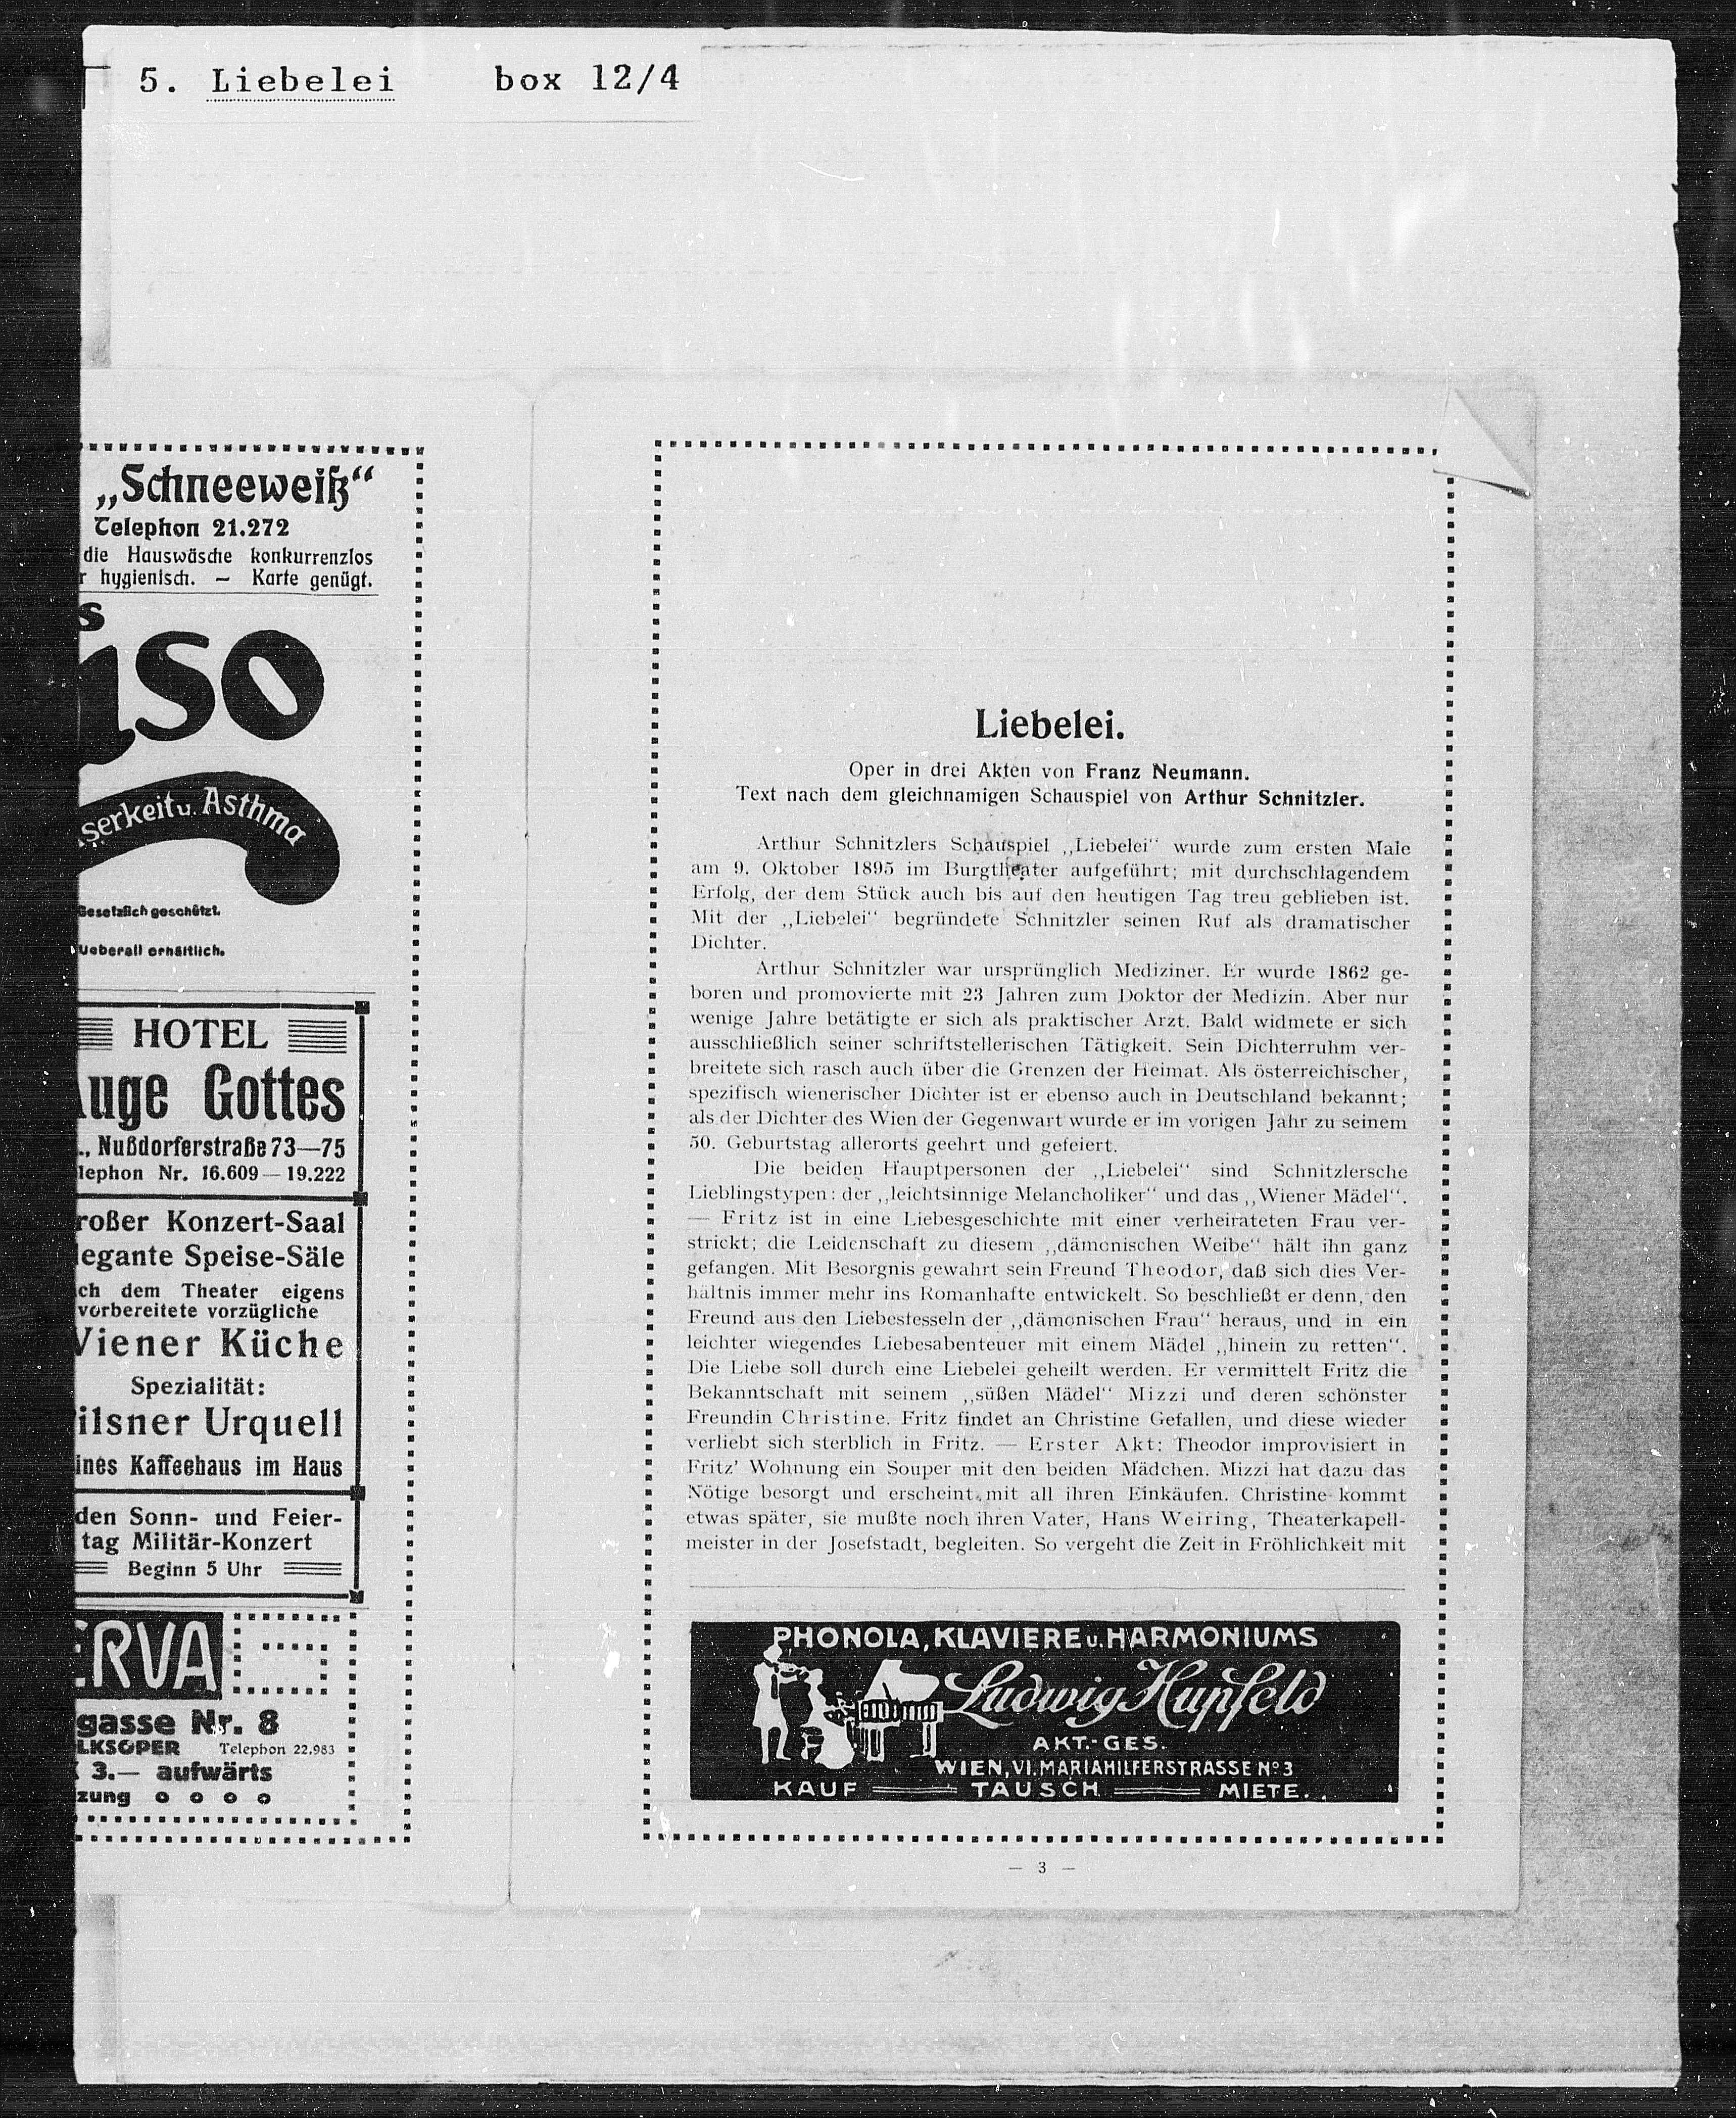 5. Liebelei box 12/4
„Schneeweiß“
Telephon 21.272
die Hauswäsche konkurrenzlos
hygienisch. — Karte genügt.
serkeit u. Asthma
Gesetzlich geschützt.
Ueberall erhältlich.
HOTEL
Auge Gottes
., Nußdorferstraße 73—75
lephon Nr. 16.609—19.222
roßer Konzert-Saal
legante Speise-Säle
ch dem Theater eigens
vorbereitete vorzügliche
Wiener Küche
Spezialität:
ilsner Urquell
ines Kaffeehaus im Haus
den Sonn- und Feier-
tag Militär-Konzert
Beginn 5 Uhr
ERVA
gasse Nr. 8
LKSOPER Telephon 22.983
3.— aufwärts
zung
Liebelei.
Oper in drei Akten von Franz Neumann.
Text nach dem gleichnamigen Schauspiel von Arthur Schnitzler.
Arthur Schnitzlers Schauspiel „Liebelei“ wurde zum ersten Male
am 9. Oktober 1895 im Burgtheater aufgeführt; mit durchschlagendem
Erfolg, der dem Stück auch bis auf den heutigen Tag treu geblieben ist.
Mit der „Liebelei“ begründete Schnitzler seinen Ruf als dramatischer
Dichter.
Arthur Schnitzler war ursprünglich Mediziner. Er wurde 1862 ge-
boren und promovierte mit 23 Jahren zum Doktor der Medizin. Aber nur
wenige Jahre betätigte er sich als praktischer Arzt. Bald widmete er sich
ausschließlich seiner schriftstellerischen Tätigkeit. Sein Dichterruhm ver-
breitete sich rasch auch über die Grenzen der Heimat. Als österreichischer,
spezifisch wienerischer Dichter ist er ebenso auch in Deutschland bekannt;
als der Dichter des Wien der Gegenwart wurde er im vorigen Jahr zu seinem
50. Geburtstag allerorts geehrt und gefeiert.
Die beiden Hauptpersonen der „Liebelei“ sind Schnitzlersche
Lieblingstypen: der „leichtsinnige Melancholiker“ und das „Wiener Mädel“.
— Fritz ist in eine Liebesgeschichte mit einer verheirateten Frau ver-
strickt; die Leidenschaft zu diesem „dämonischen Weibe“ hält ihn ganz
gefangen. Mit Besorgnis gewahrt sein Freund Theodor, daß sich dies Ver-
hältnis immer mehr ins Romanhafte entwickelt. So beschließt er denn, den
Freund aus den Liebesfesseln der „dämonischen Frau“ heraus, und in ein
leichter wiegendes Liebesabenteuer mit einem Mädel „hinein zu retten“.
Die Liebe soll durch eine Liebelei geheilt werden. Er vermittelt Fritz die
Bekanntschaft mit seinem „süßen Mädel“ Mizzi und deren schönster
Freundin Christine. Fritz findet an Christine Gefallen, und diese wieder
verliebt sich sterblich in Fritz. — Erster Akt: Theodor improvisiert in
Fritz’ Wohnung ein Souper mit den beiden Mädchen. Mizzi hat dazu das
Nötige besorgt und erscheint mit all ihren Einkäufen. Christine kommt
etwas später, sie mußte noch ihren Vater, Hans Weiring, Theaterkapell-
meister in der Josefstadt, begleiten. So vergeht die Zeit in Fröhlichkeit mit
PHONOLA, KLAVIERE u. HARMONIUMS
Ludwig Hupfeld
AKT.-GES.
WIEN, VI. MARIAHILFERSTRASSE Nº 3
KAUF TAUSCH MIETE.
— 3 —